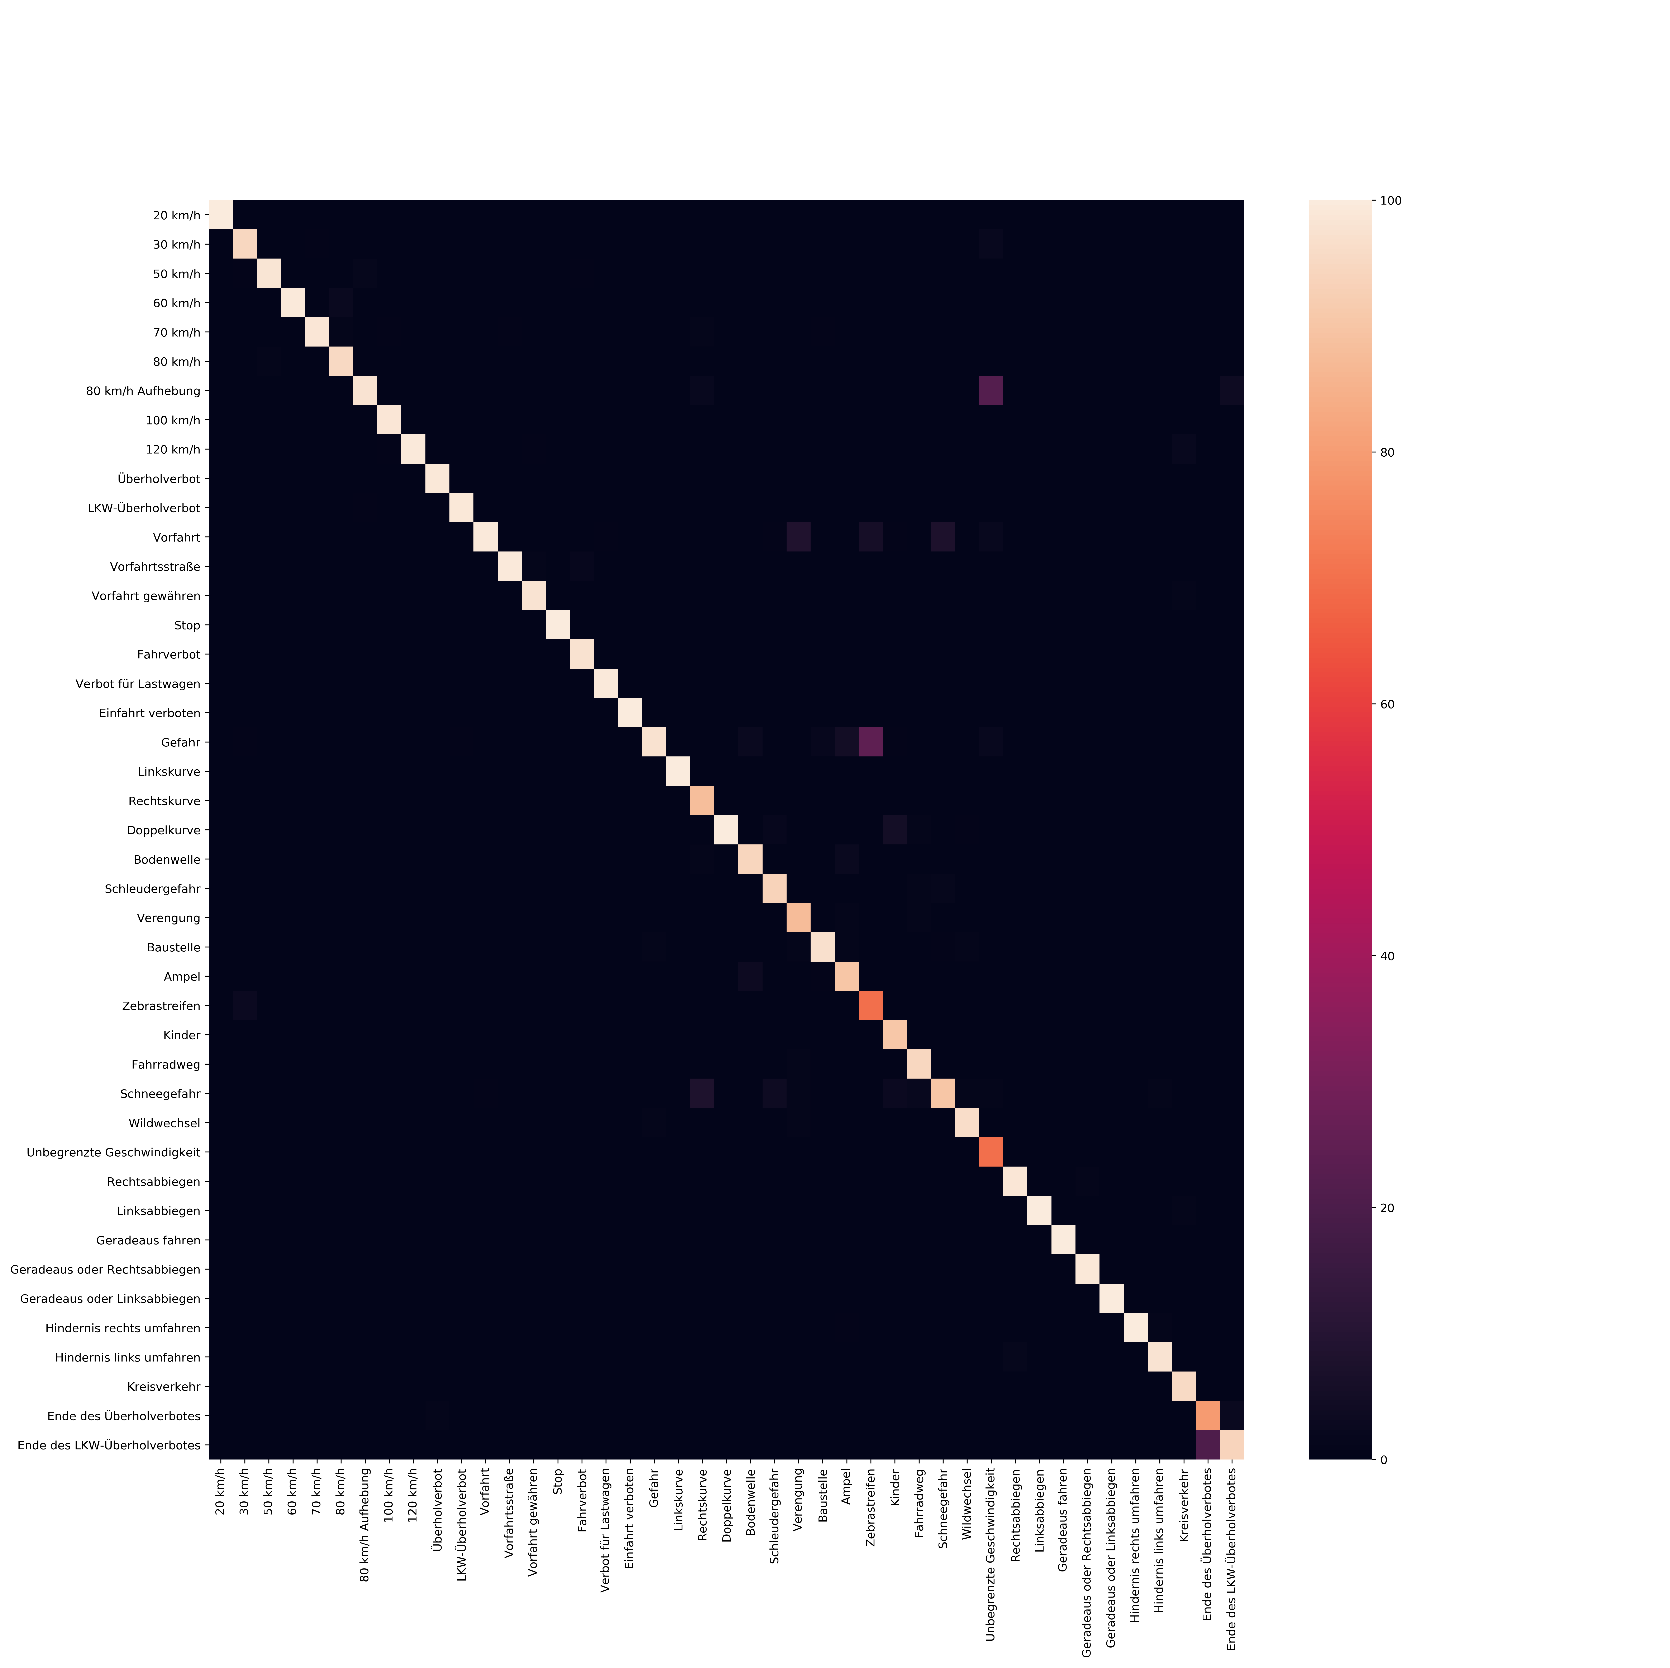 20 km/h
30 km/h
50 km/h
60 km/h
70 km/h
80 km/h
80 km/h Aufhebung
100 km/h
120 km/h
Überholverbot
LKW-Überholverbot
Vorfahrt
Vorfahrtsstraße
Vorfahrt gewähren
Stop
Fahrverbot
Verbot für Lastwagen
Einfahrt verboten
Gefahr
Linkskurve
Rechtskurve
Doppelkurve
Bodenwelle
Schleudergefahr
Verengung
Baustelle
Ampel
Zebrastreifen
Kinder
Fahrradweg
Schneegefahr
Wildwechsel
Unbegrenzte Geschwindigkeit
Rechtsabbiegen
Linksabbiegen
Geradeaus fahren
Geradeaus oder Rechtsabbiegen
Geradeaus oder Linksabbiegen
Hindernis rechts umfahren
Hindernis links umfahren
Kreisverkehr
Ende des Überholverbotes
Ende des LKW-Überholverbotes
20 km/h
30 km/h
50 km/h
60 km/h
70 km/h
80 km/h
80 km/h Aufhebung
100 km/h
120 km/h
Überholverbot
LKW-Überholverbot
Vorfahrt
Vorfahrtsstraße
Vorfahrt gewähren
Stop
Fahrverbot
Verbot für Lastwagen
Einfahrt verboten
Gefahr
Linkskurve
Rechtskurve
Doppelkurve
Bodenwelle
Schleudergefahr
Verengung
Baustelle
Ampel
Zebrastreifen
Kinder
Fahrradweg
Schneegefahr
Wildwechsel
Unbegrenzte Geschwindigkeit
Rechtsabbiegen
Linksabbiegen
Geradeaus fahren
Geradeaus oder Rechtsabbiegen
Geradeaus oder Linksabbiegen
Hindernis rechts umfahren
Hindernis links umfahren
Kreisverkehr
Ende des Überholverbotes
Ende des LKW-Überholverbotes
100
80
60
40
20
0